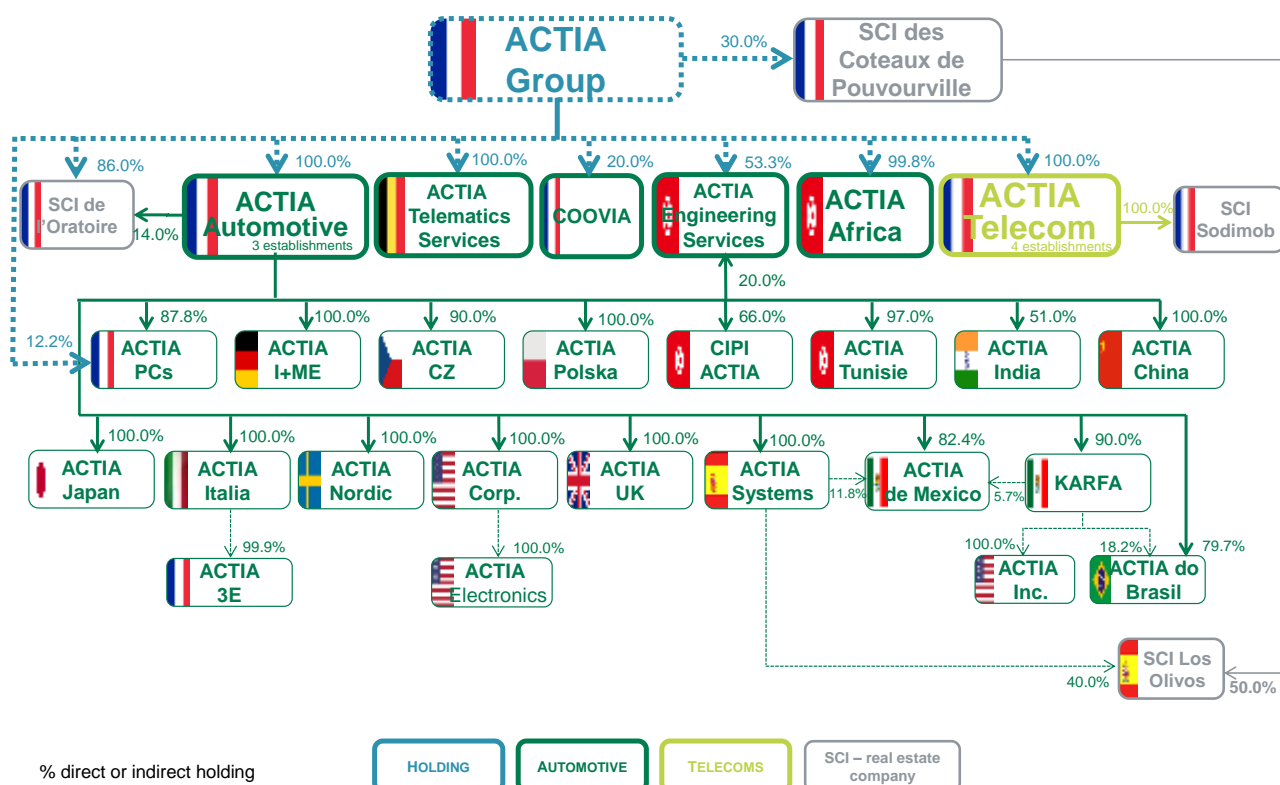 ACTIA
Group
30.0%
SCI des
Coteaux de
Pouvourville
86.0%
100.0%
100.0%
20.0%
53.3%
99.8%
100.0%
SCI de
l'Oratoire
14.0%
ACTIA
Automotive
3 establishments
ACTIA
Telematics
Services
COOVIA
ACTIA
Engineering
Services
ACTIA
Africa
ACTIA
Telecom
4 establishments
100.0%
SCI
Sodimob
20.0%
12.2%
87.8%
100.0%
90.0%
100.0%
66.0%
97.0%
51.0%
100.0%
ACTIA
PCs
ACTIA
I+ME
ACTIA
CZ
ACTIA
Polska
CIPI
ACTIA
ACTIA
Tunisie
ACTIA
India
ACTIA
China
100.0%
100.0%
100.0%
100.0%
100.0%
100.0%
82.4%
90.0%
ACTIA
Japan
ACTIA
Italia
ACTIA
Nordic
ACTIA
Corp.
ACTIA
UK
ACTIA
Systems
11.8%
ACTIA
de Mexico
5.7%
KARFA
99.9%
100.0%
100.0%
18.2%
79.7%
ACTIA
3E
ACTIA
Electronics
ACTIA
Inc.
ACTIA do
Brasil
40.0%
SCI Los
Olivos
50.0%
% direct or indirect holding
HOLDING
AUTOMOTIVE
TELECOMS
SCI – real estate
company